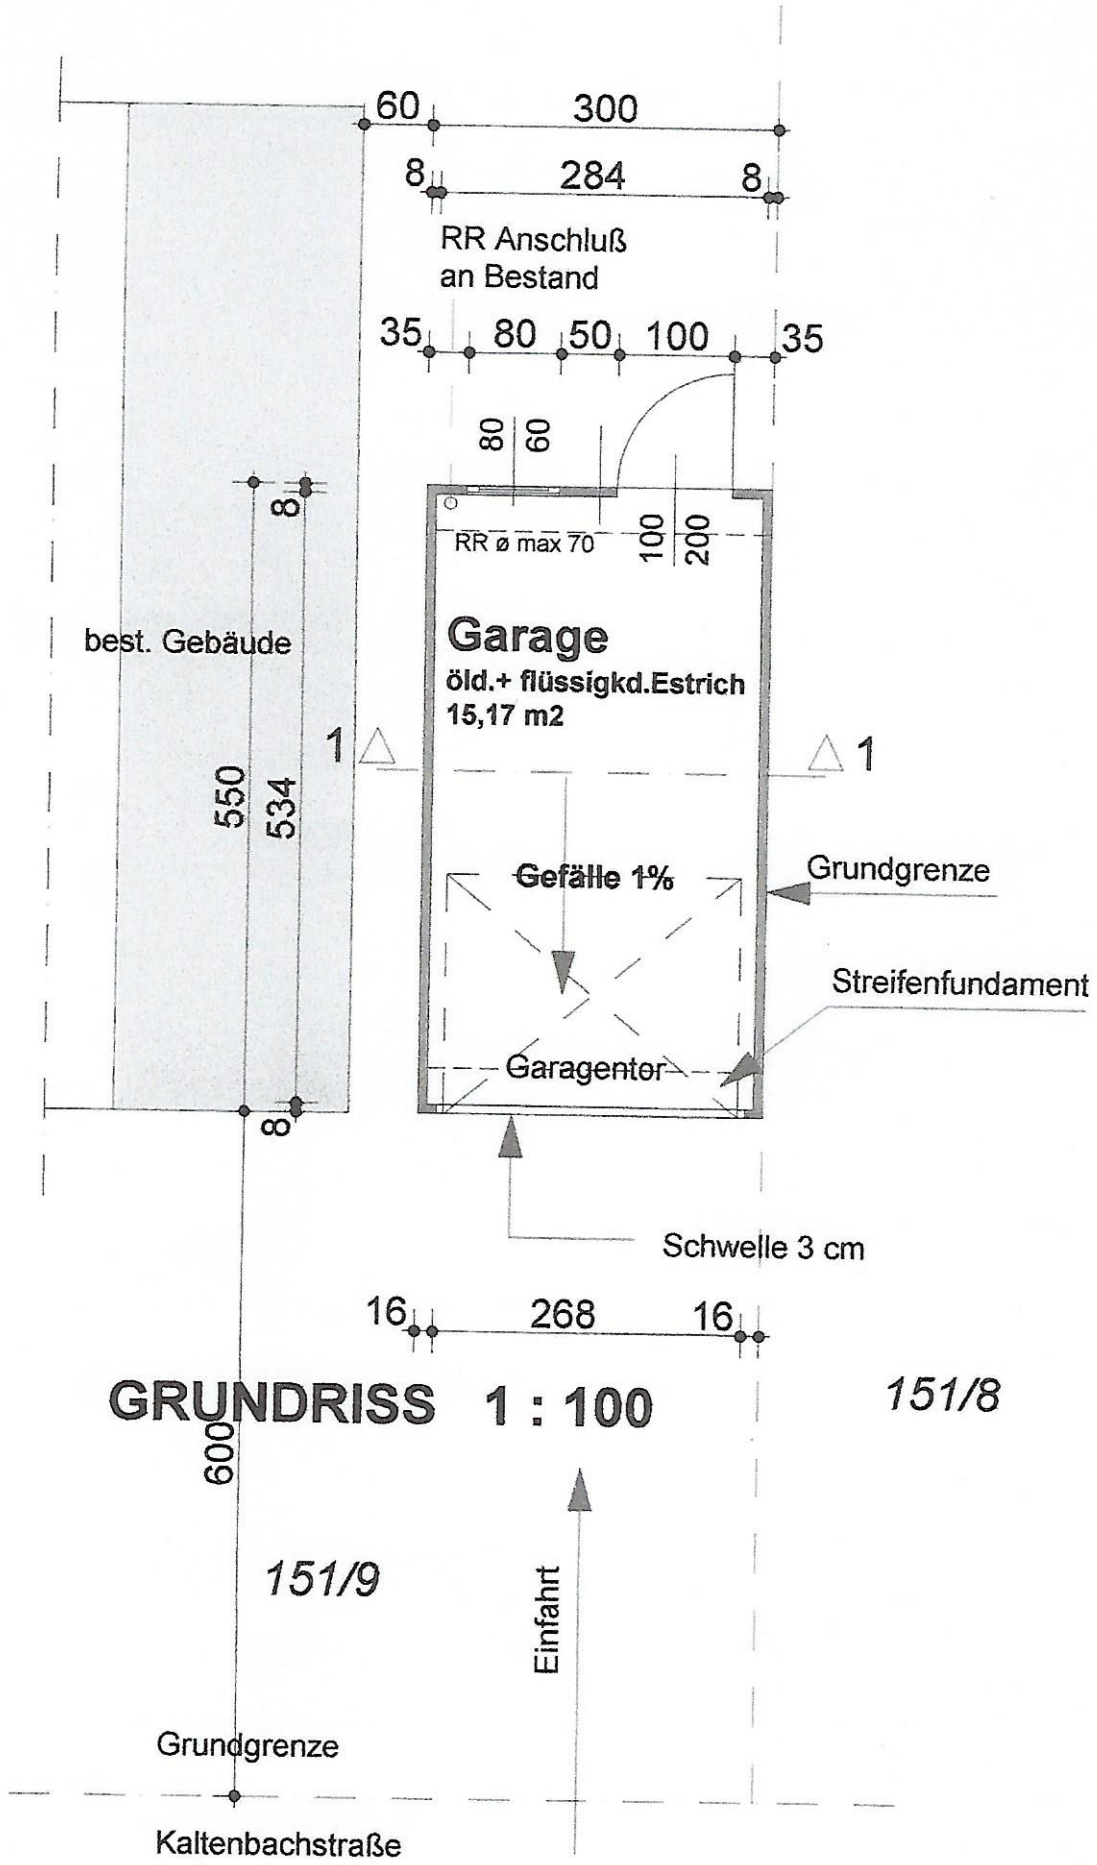 60 300
8 284 8
RR Anschluß
an Bestand
35 80 50 100 35
80 60
8
RR ø max 70
100 200
Garage
best. Gebäude
öld.+ flüssigkd.Estrich
15,17 m2
1 1
550 534
Gefälle 1%
Grundgrenze
Streifenfundament
Garagentor
8
Schwelle 3 cm
16 268 16
GRUNDRISS 1 : 100
151/8
600
151/9
Einfahrt
Grundgrenze
Kaltenbachstraße